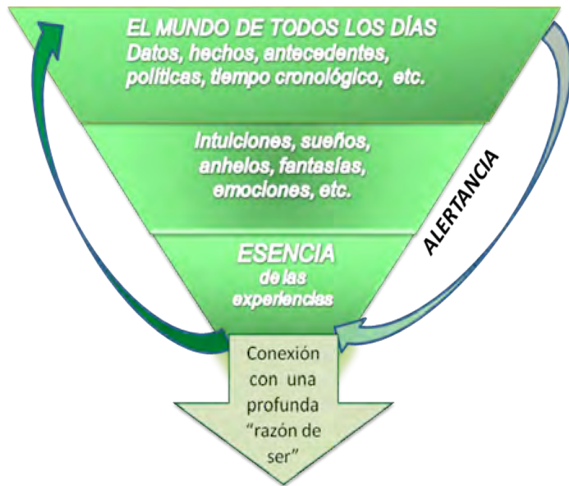 EL MUNDO DE TODOS LOS DÍAS
Datos, hechos, antecedentes,
políticas, tiempo cronológico, etc.
Intuiciones, sueños,
anhelos, fantasías,
emociones, etc.
ALERTANCIA
ESENCIA
de las
experiencias
Conexión
con una
profunda
“razón de
ser”